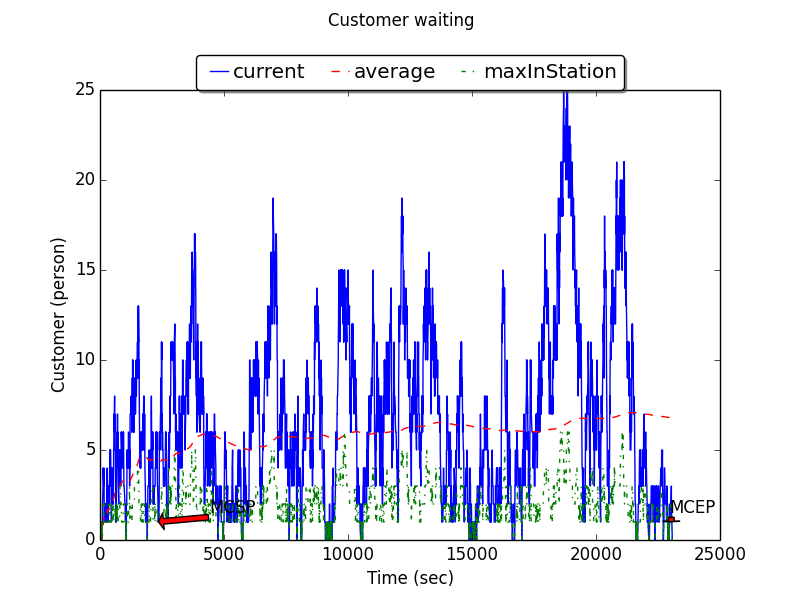 Customer waiting
current average maxInStation
25
20
15
10
5
0
Customer (person)
MCSP
MCEP
0 5000 10000 15000 20000 25000
Time (sec)